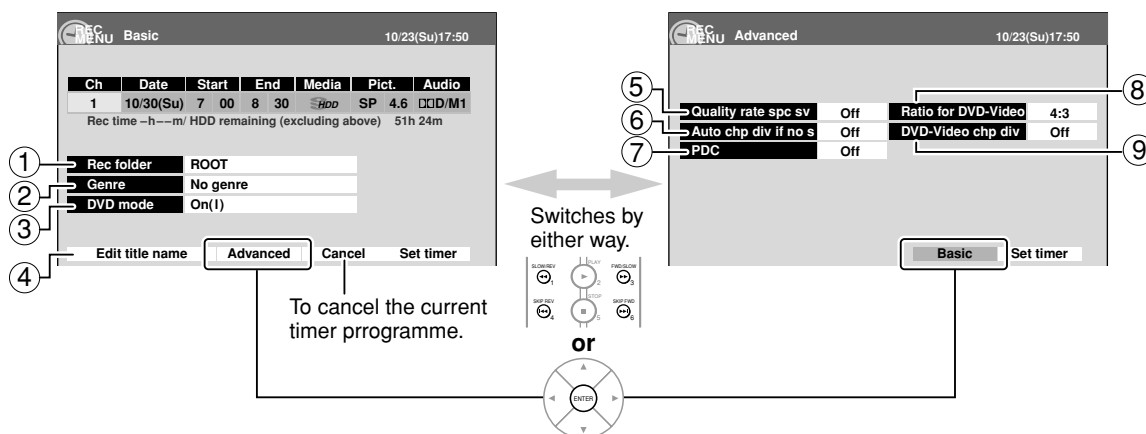 REC MENU Basic 10/23(Su)17:50
Ch Date Start End Media Pict. Audio
1 10/30(Su) 7 00 8 30 HDD SP 4.6 DD D/M1
Rec time –h––m/ HDD remaining (excluding above) 51h 24m
1 Rec folder ROOT
2 Genre No genre
3 DVD mode On(I)
4 Edit title name Advanced Cancel Set timer
To cancel the current
timer prrogramme.
Switches by
either way.
SLOW/REV PLAY FWD/SLOW
1 2 3
SKIP REV STOP SKIP FWD
4 5 6
or
ENTER
REC MENU Advanced 10/23(Su)17:50
5 Quality rate spc sv Off Ratio for DVD-Video 4:3 8
6 Auto chp div if no s Off DVD-Video chp div Off 9
7 PDC Off
Basic Set timer